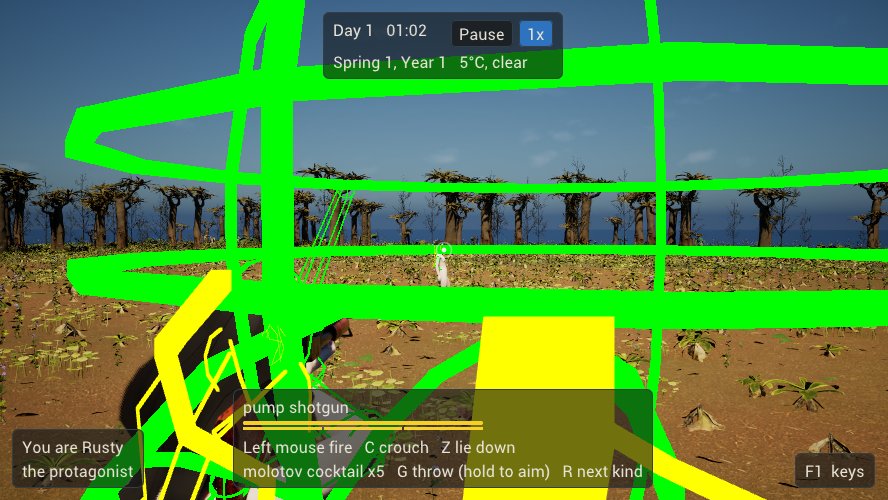 Day 1 01:02 Pause 1x
Spring 1, Year 1 5°C, clear
pump shotgun
Left mouse fire C crouch Z lie down
molotov cocktail x5 G throw (hold to aim) R next kind
You are Rusty
the protagonist
F1 keys